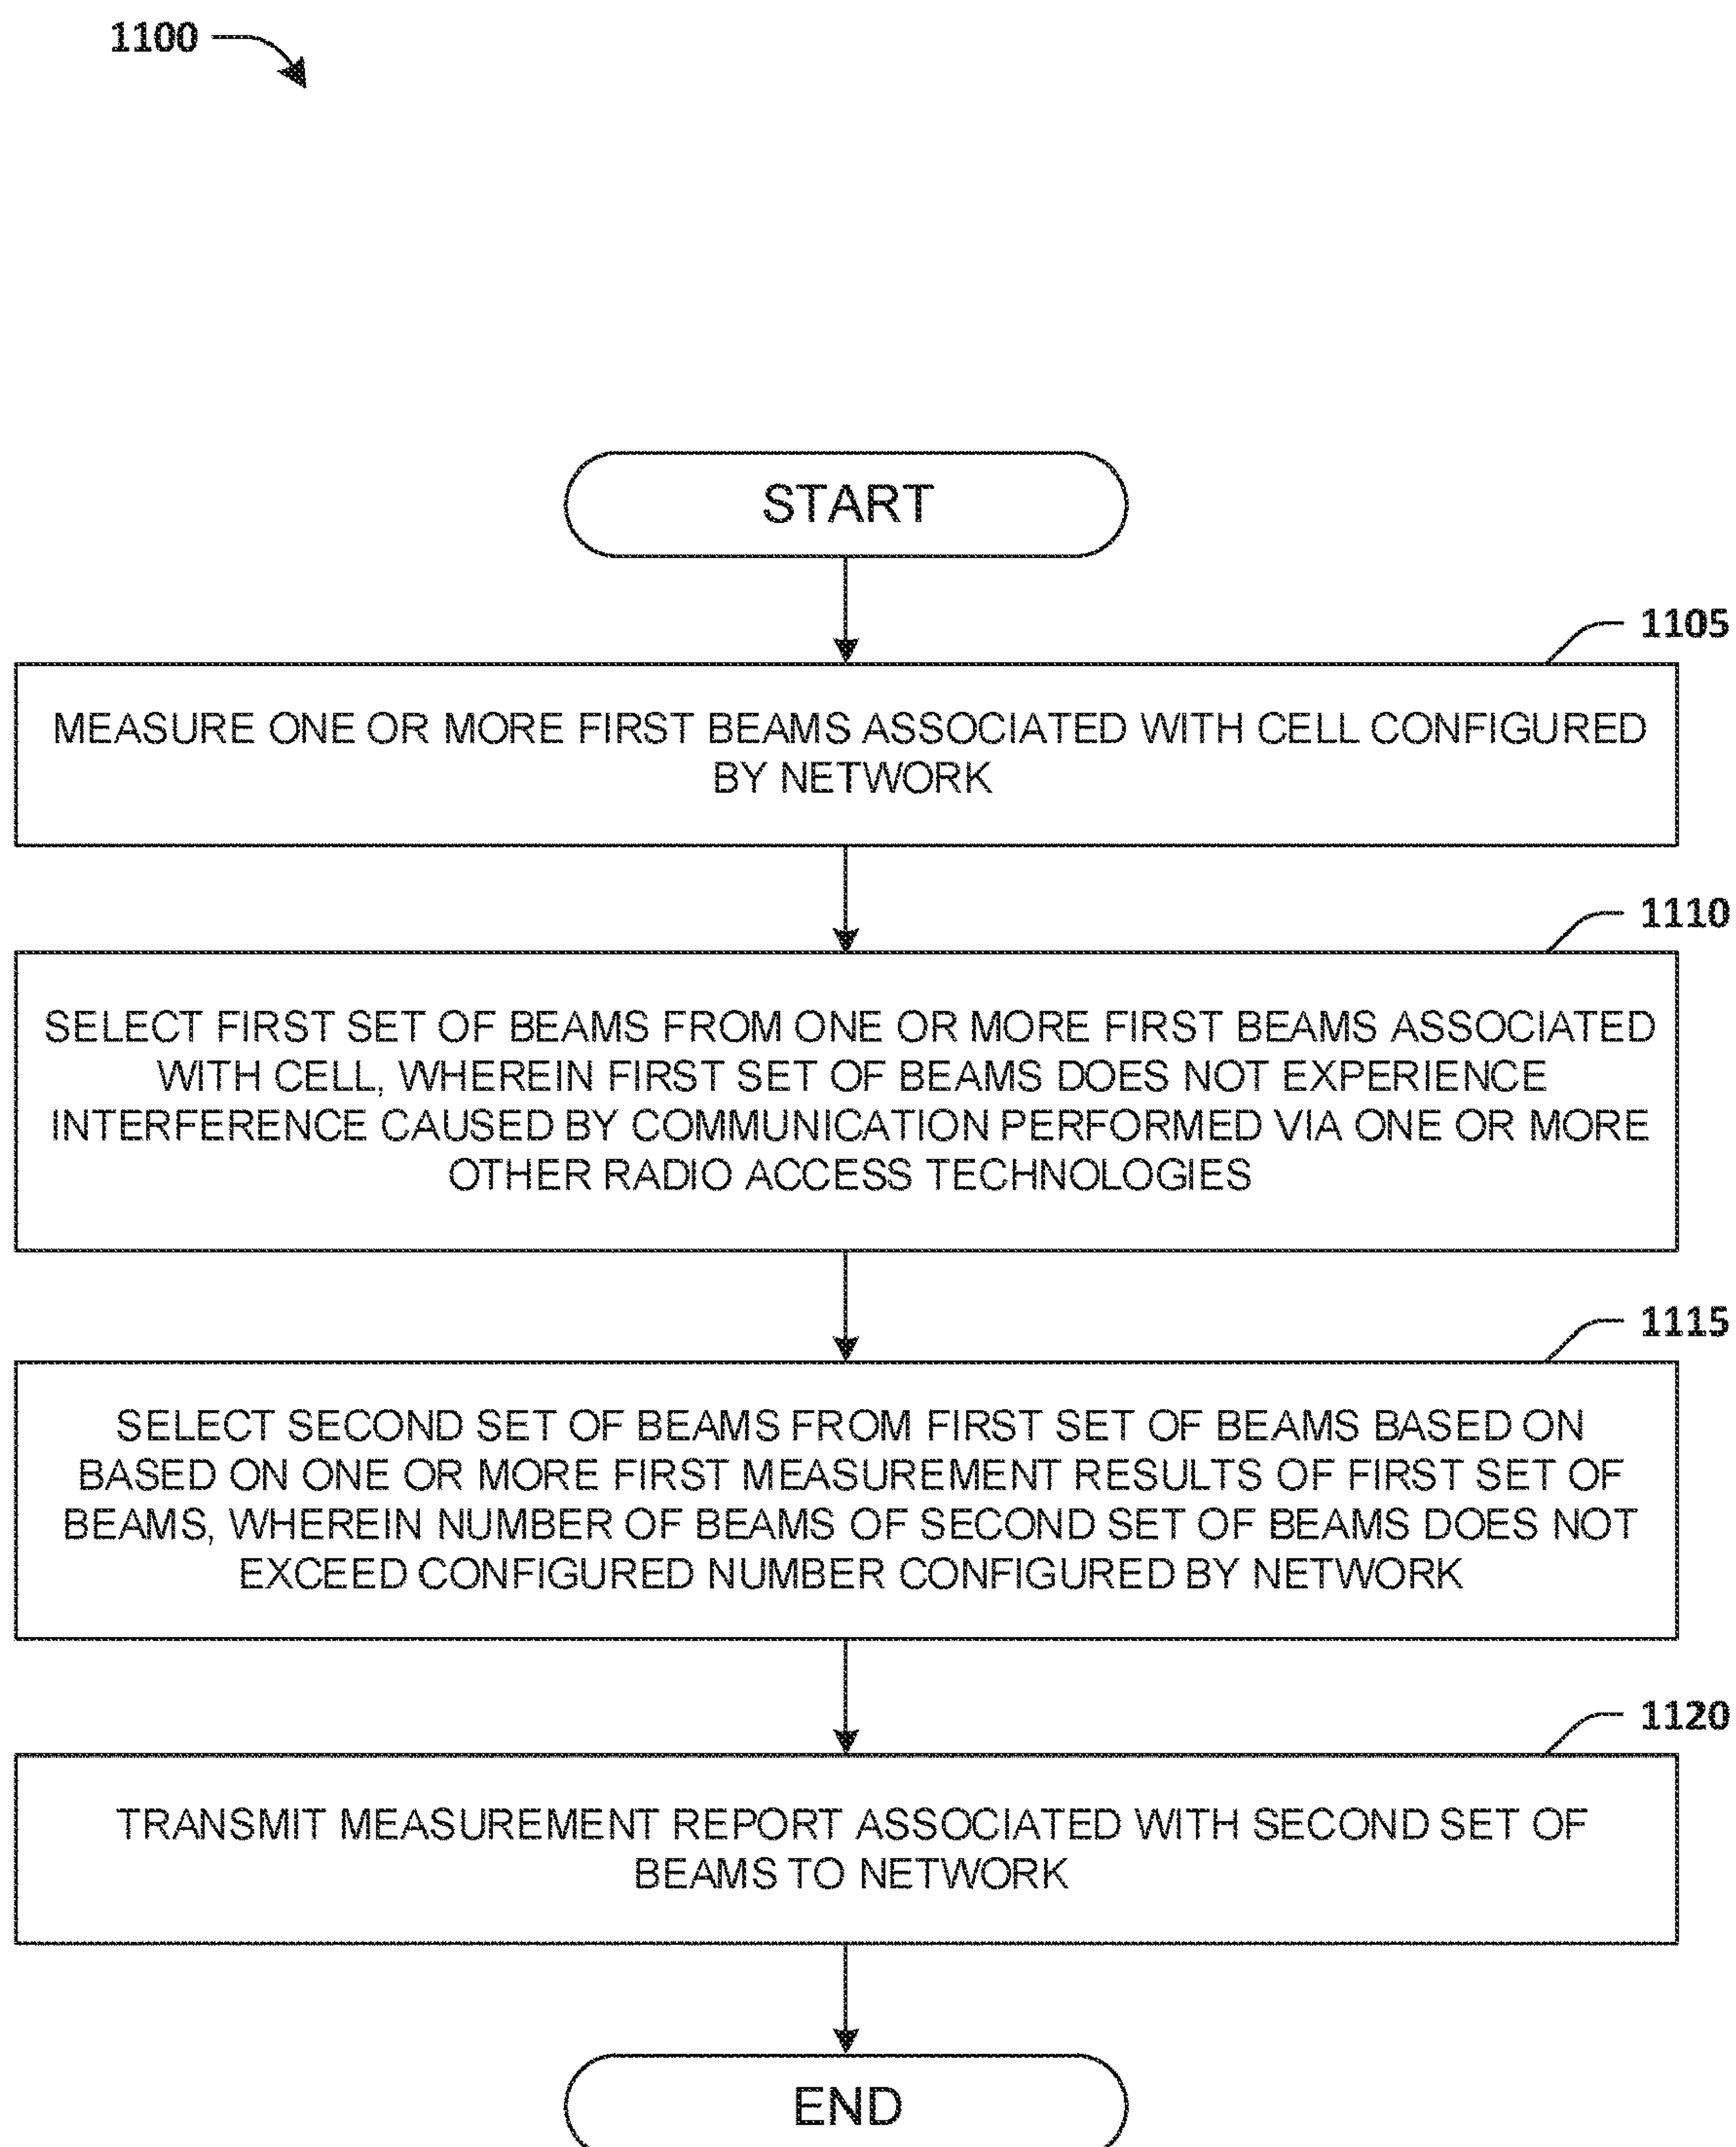 1100
START
1105
MEASURE ONE OR MORE FIRST BEAMS ASSOCIATED WITH CELL CONFIGURED
BY NETWORK
1110
SELECT FIRST SET OF BEAMS FROM ONE OR MORE FIRST BEAMS ASSOCIATED
WITH CELL, WHEREIN FIRST SET OF BEAMS DOES NOT EXPERIENCE
INTERFERENCE CAUSED BY COMMUNICATION PERFORMED VIA ONE OR MORE
OTHER RADIO ACCESS TECHNOLOGIES
1115
SELECT SECOND SET OF BEAMS FROM FIRST SET OF BEAMS BASED ON
BASED ON ONE OR MORE FIRST MEASUREMENT RESULTS OF FIRST SET OF
BEAMS, WHEREIN NUMBER OF BEAMS OF SECOND SET OF BEAMS DOES NOT
EXCEED CONFIGURED NUMBER CONFIGURED BY NETWORK
1120
TRANSMIT MEASUREMENT REPORT ASSOCIATED WITH SECOND SET OF
BEAMS TO NETWORK
END